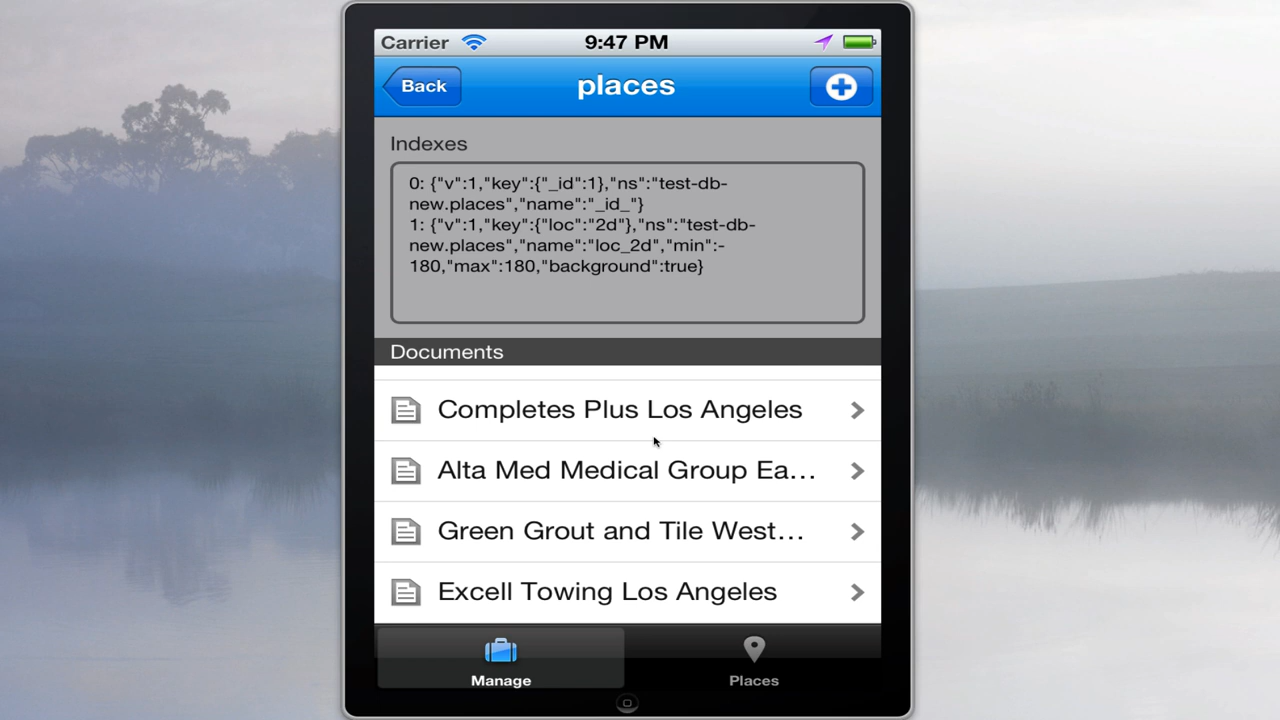 Carrier 9:47 PM
Back places
Indexes
0: {"v":1,"key":{"_id":1},"ns":"test-db-
new.places","name":"_id_"}
1: {"v":1,"key":{"loc":"2d"},"ns":"test-db-
new.places","name":"loc_2d","min":-
180,"max":180,"background":true}
Documents
Completes Plus Los Angeles
Alta Med Medical Group Ea...
Green Grout and Tile West...
Excell Towing Los Angeles
Manage Places